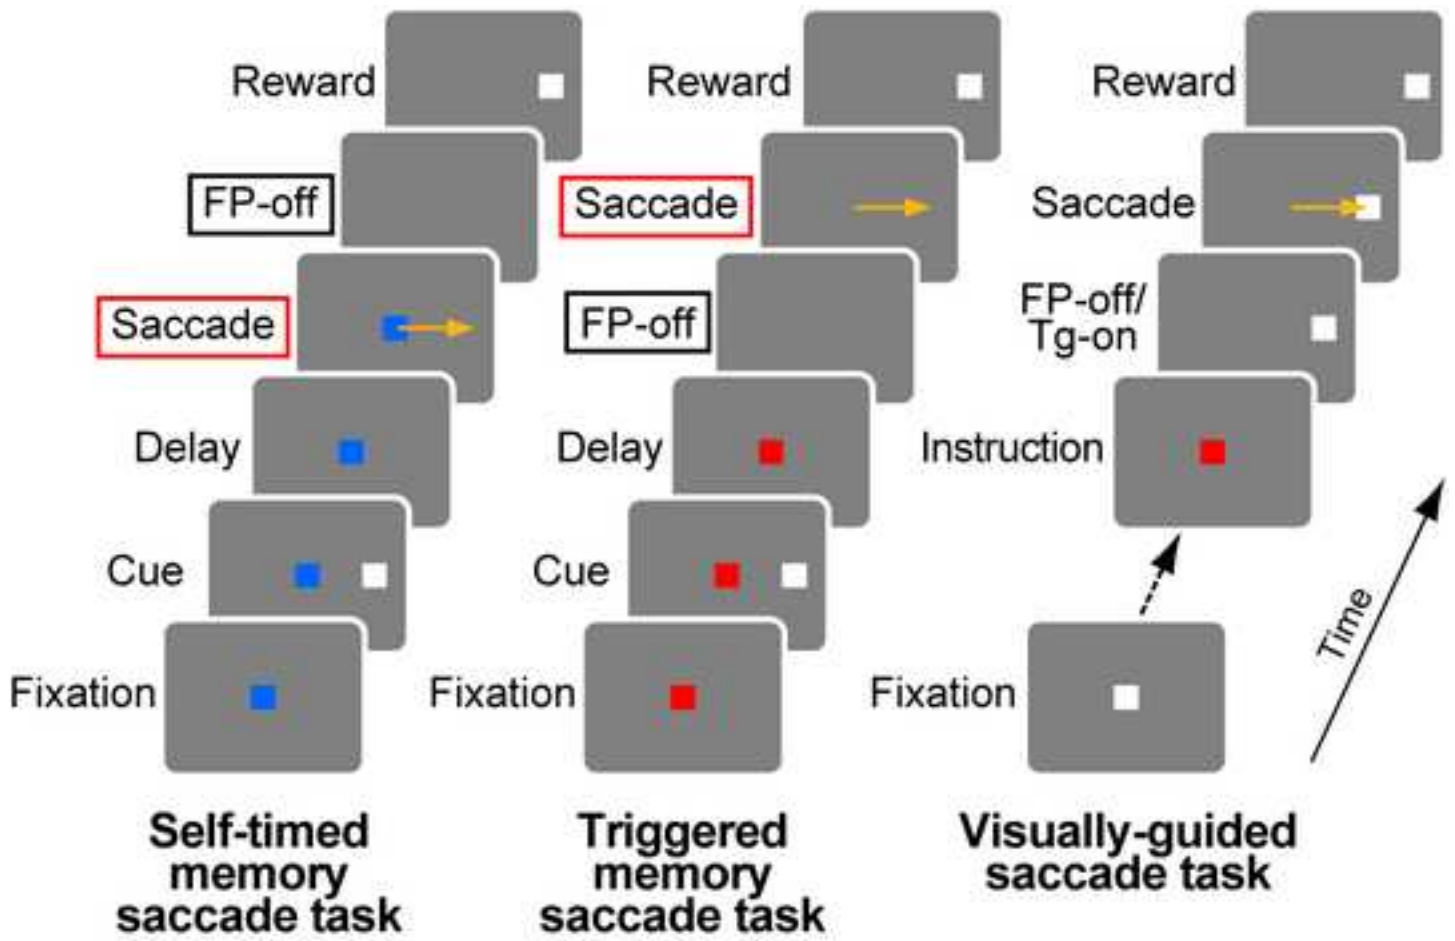 Reward
FP-off
Saccade
Delay
Cue
Fixation
Self-timed
memory
saccade task
Reward
Saccade
FP-off
Delay
Cue
Fixation
Triggered
memory
saccade task
Reward
Saccade
FP-off/
Tg-on
Instruction
Fixation
Visually-guided
saccade task
Time